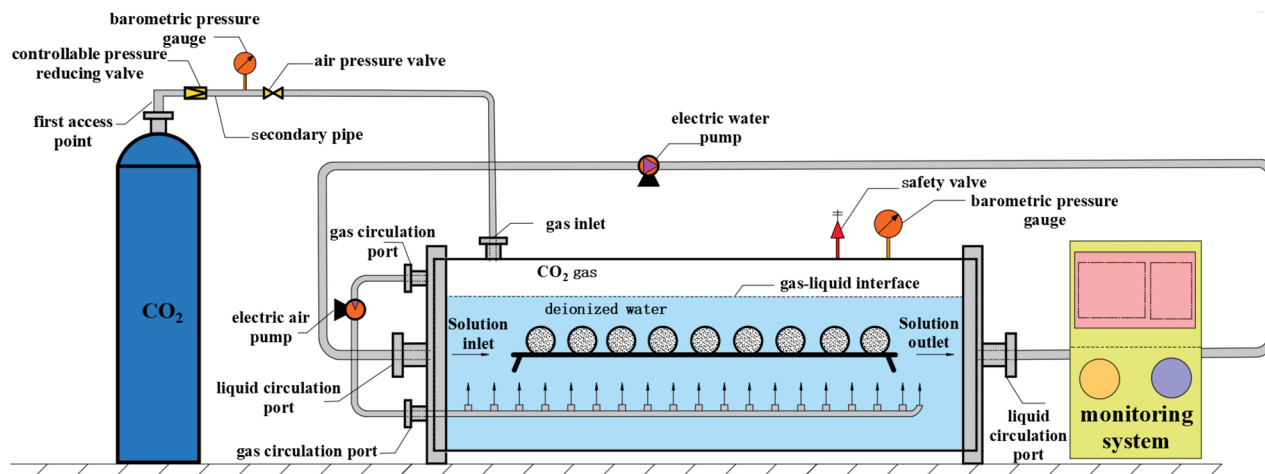 barometric pressure
gauge
controllable pressure
reducing valve
air pressure valve
first access
point
secondary pipe
electric water
pump
safety valve
barometric pressure
gauge
gas inlet
gas circulation
port
CO₂ gas
gas-liquid interface
CO₂
electric air
pump
deionized water
Solution
inlet
Solution
outlet
liquid circulation
port
gas circulation port
liquid
circulation
port
monitoring
system